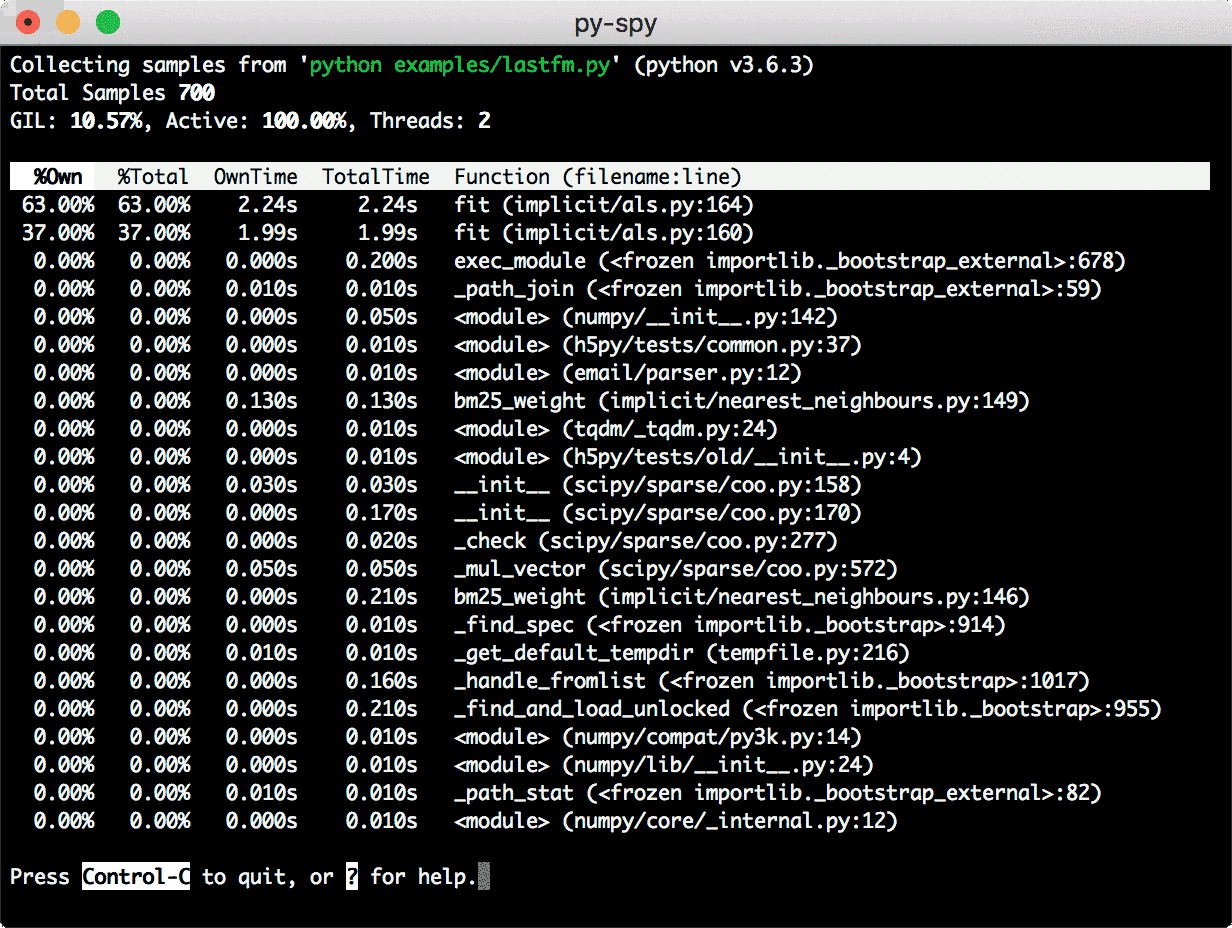 py-spy
Collecting samples from 'python examples/lastfm.py' (python v3.6.3)
Total Samples 700
GIL: 10.57%, Active: 100.00%, Threads: 2
%Own %Total OwnTime TotalTime Function (filename:line)
63.00% 63.00% 2.24s 2.24s fit (implicit/als.py:164)
37.00% 37.00% 1.99s 1.99s fit (implicit/als.py:160)
0.00% 0.00% 0.000s 0.200s exec_module (<frozen importlib._bootstrap_external>:678)
0.00% 0.00% 0.010s 0.010s _path_join (<frozen importlib._bootstrap_external>:59)
0.00% 0.00% 0.000s 0.050s <module> (numpy/__init__.py:142)
0.00% 0.00% 0.000s 0.010s <module> (h5py/tests/common.py:37)
0.00% 0.00% 0.000s 0.010s <module> (email/parser.py:12)
0.00% 0.00% 0.130s 0.130s bm25_weight (implicit/nearest_neighbours.py:149)
0.00% 0.00% 0.000s 0.010s <module> (tqdm/_tqdm.py:24)
0.00% 0.00% 0.000s 0.010s <module> (h5py/tests/old/__init__.py:4)
0.00% 0.00% 0.030s 0.030s __init__ (scipy/sparse/coo.py:158)
0.00% 0.00% 0.000s 0.170s __init__ (scipy/sparse/coo.py:170)
0.00% 0.00% 0.000s 0.020s _check (scipy/sparse/coo.py:277)
0.00% 0.00% 0.050s 0.050s _mul_vector (scipy/sparse/coo.py:572)
0.00% 0.00% 0.000s 0.210s bm25_weight (implicit/nearest_neighbours.py:146)
0.00% 0.00% 0.000s 0.010s _find_spec (<frozen importlib._bootstrap>:914)
0.00% 0.00% 0.010s 0.010s _get_default_tempdir (tempfile.py:216)
0.00% 0.00% 0.000s 0.160s _handle_fromlist (<frozen importlib._bootstrap>:1017)
0.00% 0.00% 0.000s 0.210s _find_and_load_unlocked (<frozen importlib._bootstrap>:955)
0.00% 0.00% 0.000s 0.010s <module> (numpy/compat/py3k.py:14)
0.00% 0.00% 0.000s 0.010s <module> (numpy/lib/__init__.py:24)
0.00% 0.00% 0.010s 0.010s _path_stat (<frozen importlib._bootstrap_external>:82)
0.00% 0.00% 0.000s 0.010s <module> (numpy/core/_internal.py:12)
Press Control-C to quit, or ? for help.